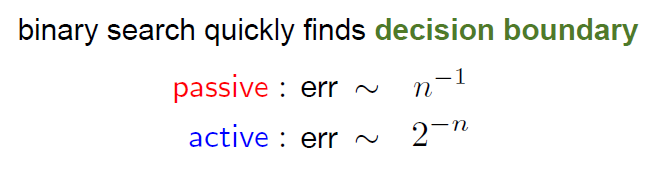 binary search quickly finds decision boundary
passive : err ∼ n⁻¹
active : err ∼ 2⁻ⁿ